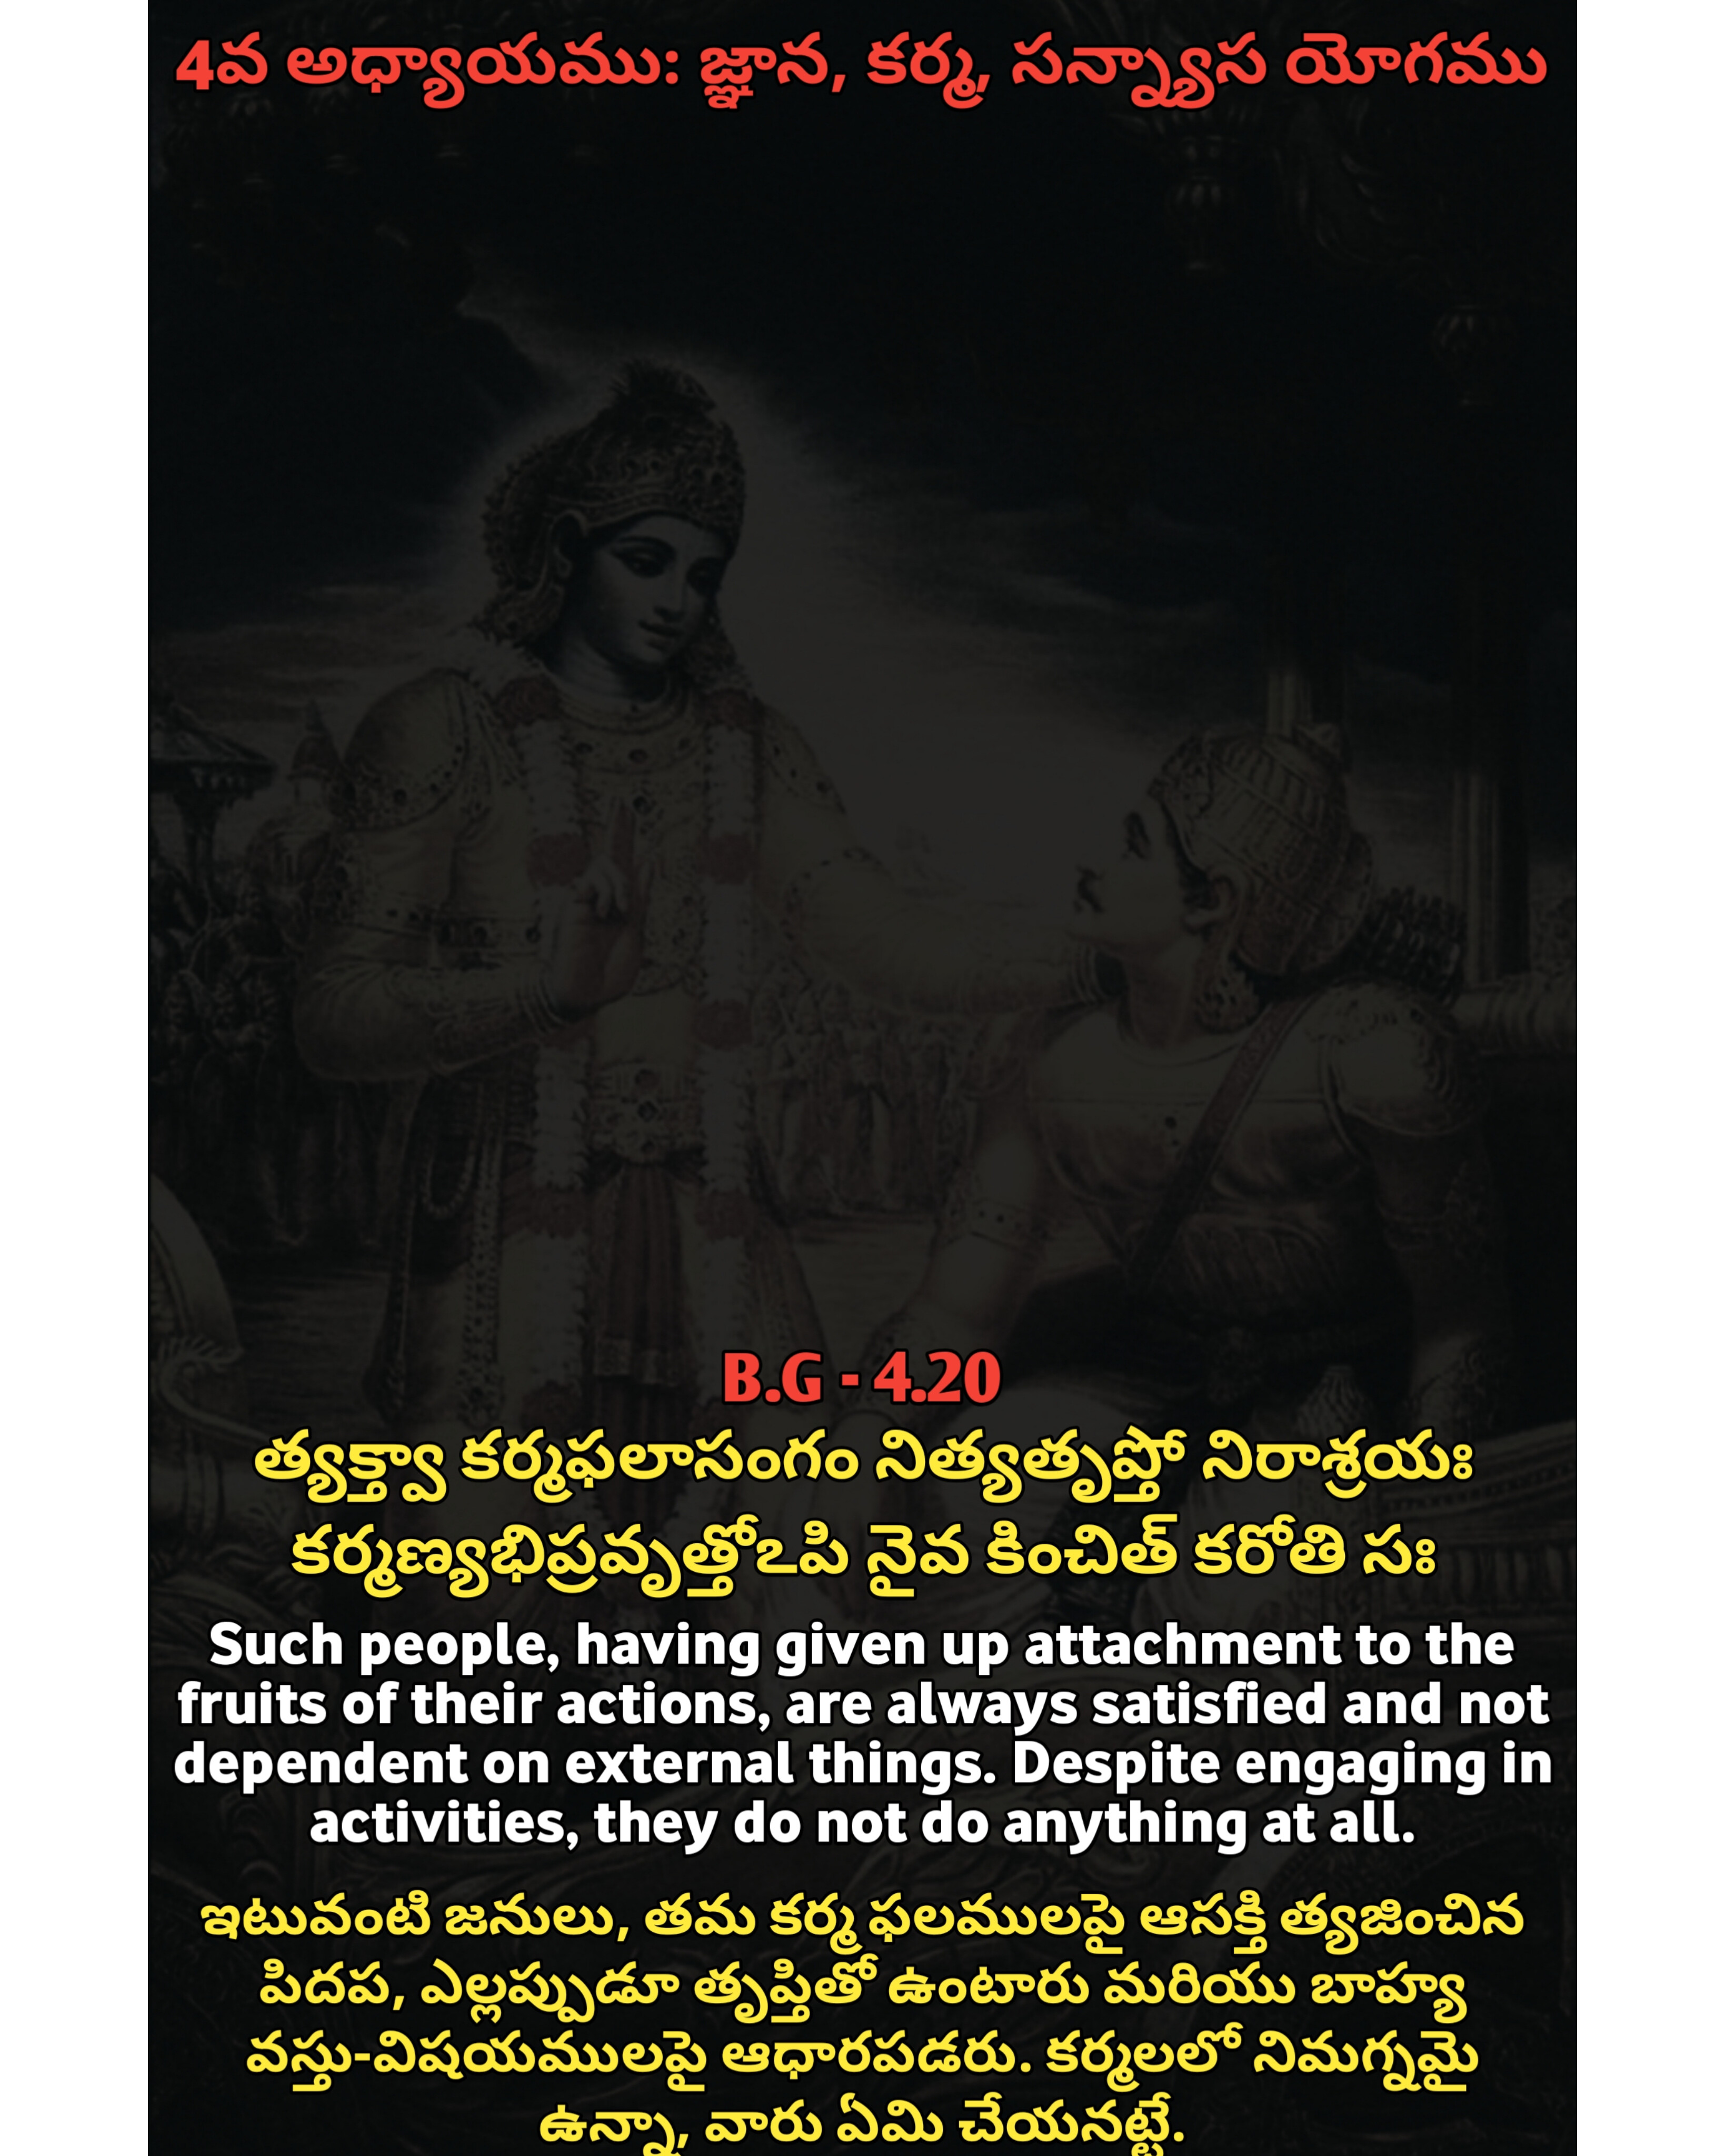 4వ అధ్యాయము: జ్ఞాన, కర్మ, సన్న్యాస యోగము
B.G - 4.20
త్యక్త్వా కర్మఫలాసంగం నిత్యతృప్తో నిరాశ్రయః
కర్మణ్యభిప్రవృత్తోఽపి నైవ కించిత్ కరోతి సః
Such people, having given up attachment to the
fruits of their actions, are always satisfied and not
dependent on external things. Despite engaging in
activities, they do not do anything at all.
ఇటువంటి జనులు, తమ కర్మ ఫలములపై ఆసక్తి త్యజించిన
పిదప, ఎల్లప్పుడూ తృప్తితో ఉంటారు మరియు బాహ్య
వస్తు-విషయములపై ఆధారపడరు. కర్మలలో నిమగ్నమై
ఉన్నా, వారు ఏమి చేయనట్టే.